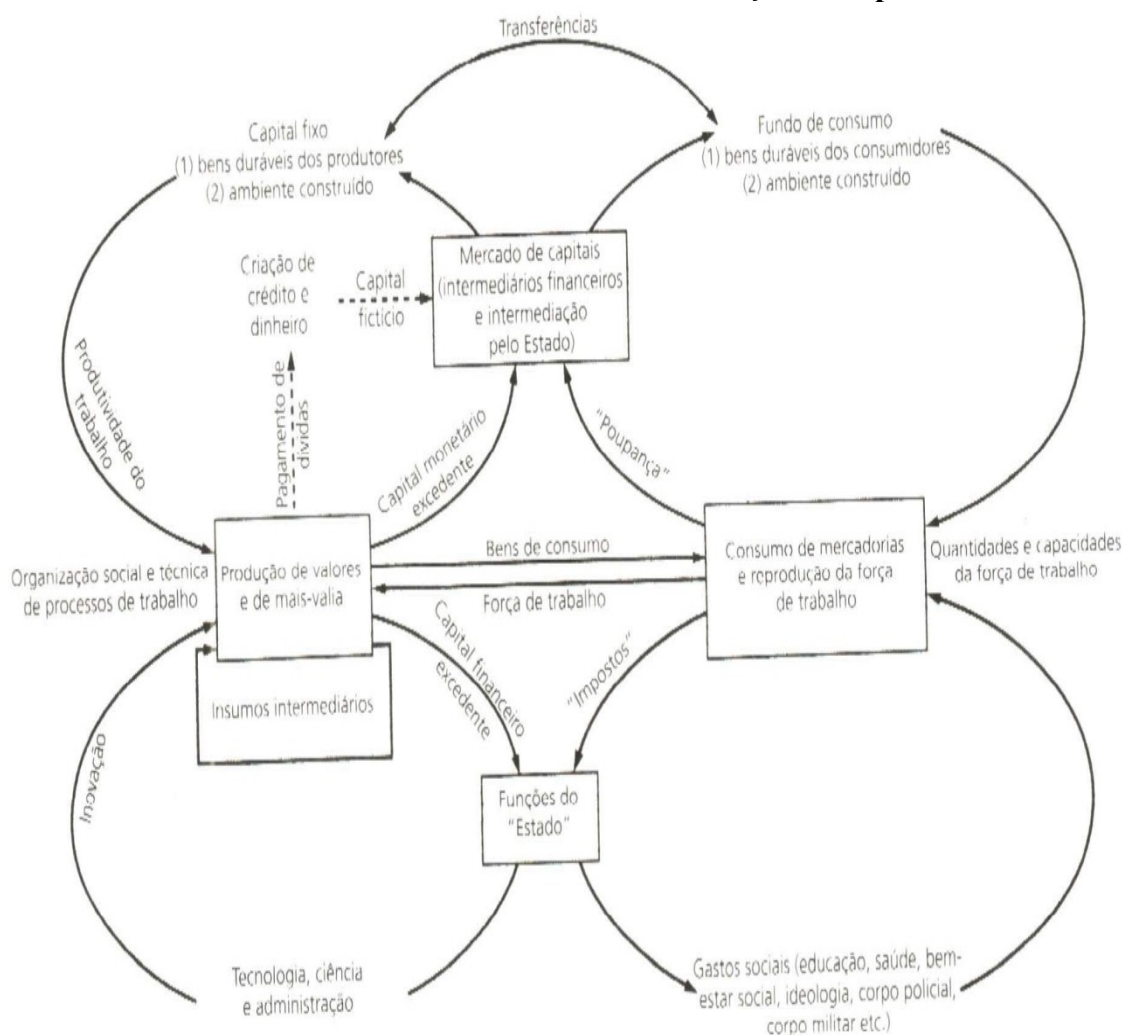 Transferências
Capital fixo
(1) bens duráveis dos produtores
(2) ambiente construído
Fundo de consumo
(1) bens duráveis dos consumidores
(2) ambiente construído
Mercado de capitais
(intermediários financeiros
e intermediação
pelo Estado)
Criação de
crédito e
dinheiro
Capital
fictício
Produtividade do
trabalho
Pagamento de
dívidas
Capital monetário
excedente
"Poupança"
Organização social e técnica
de processos de trabalho
Produção de valores
e de mais-valia
Bens de consumo
Força de trabalho
Consumo de mercadorias
e reprodução da força
de trabalho
Quantidades e capacidades
da força de trabalho
Insumos intermediários
Capital financeiro
excedente
"Impostos"
Inovação
Funções do
"Estado"
Tecnologia, ciência
e administração
Gastos sociais (educação, saúde, bem-
estar social, ideologia, corpo policial,
corpo militar etc.)